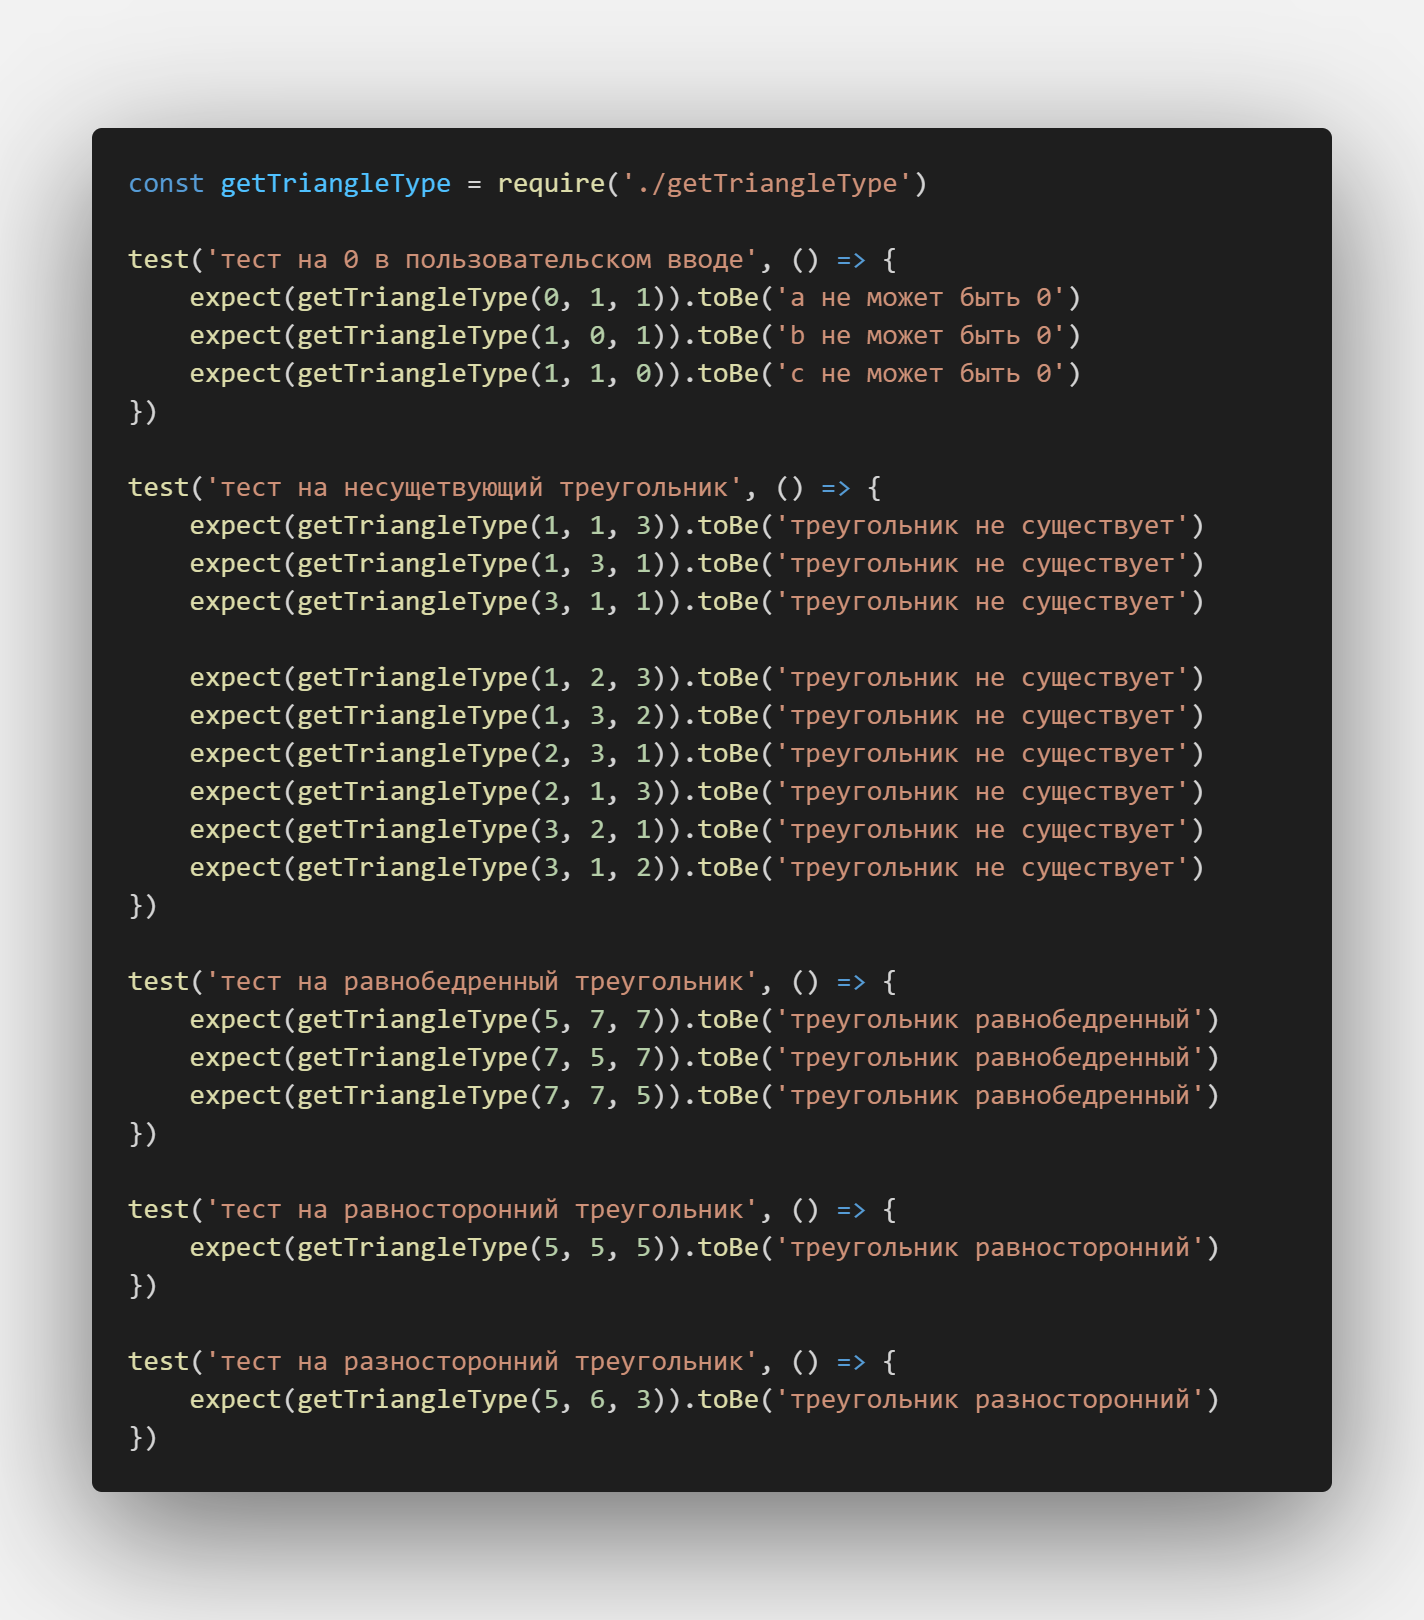 const getTriangleType = require('./getTriangleType')

test('тест на 0 в пользовательском вводе', () => {
    expect(getTriangleType(0, 1, 1)).toBe('a не может быть 0')
    expect(getTriangleType(1, 0, 1)).toBe('b не может быть 0')
    expect(getTriangleType(1, 1, 0)).toBe('c не может быть 0')
})

test('тест на несущетвующий треугольник', () => {
    expect(getTriangleType(1, 1, 3)).toBe('треугольник не существует')
    expect(getTriangleType(1, 3, 1)).toBe('треугольник не существует')
    expect(getTriangleType(3, 1, 1)).toBe('треугольник не существует')

    expect(getTriangleType(1, 2, 3)).toBe('треугольник не существует')
    expect(getTriangleType(1, 3, 2)).toBe('треугольник не существует')
    expect(getTriangleType(2, 3, 1)).toBe('треугольник не существует')
    expect(getTriangleType(2, 1, 3)).toBe('треугольник не существует')
    expect(getTriangleType(3, 2, 1)).toBe('треугольник не существует')
    expect(getTriangleType(3, 1, 2)).toBe('треугольник не существует')
})

test('тест на равнобедренный треугольник', () => {
    expect(getTriangleType(5, 7, 7)).toBe('треугольник равнобедренный')
    expect(getTriangleType(7, 5, 7)).toBe('треугольник равнобедренный')
    expect(getTriangleType(7, 7, 5)).toBe('треугольник равнобедренный')
})

test('тест на равносторонний треугольник', () => {
    expect(getTriangleType(5, 5, 5)).toBe('треугольник равносторонний')
})

test('тест на разносторонний треугольник', () => {
    expect(getTriangleType(5, 6, 3)).toBe('треугольник разносторонний')
})